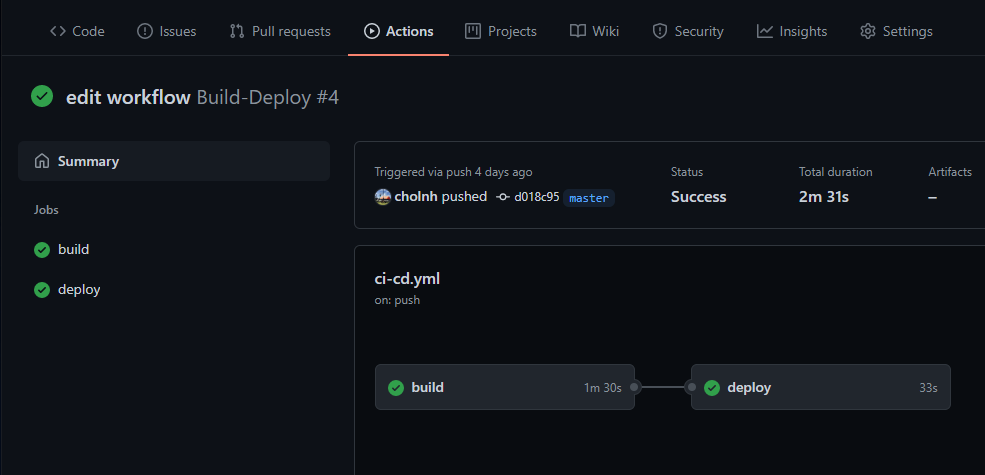 Code Issues Pull requests Actions Projects Wiki Security Insights Settings
edit workflow Build-Deploy #4
Summary
Jobs
build
deploy
Triggered via push 4 days ago
cholnh pushed d018c95 master
Status
Success
Total duration
2m 31s
Artifacts
–
ci-cd.yml
on: push
build 1m 30s
deploy 33s